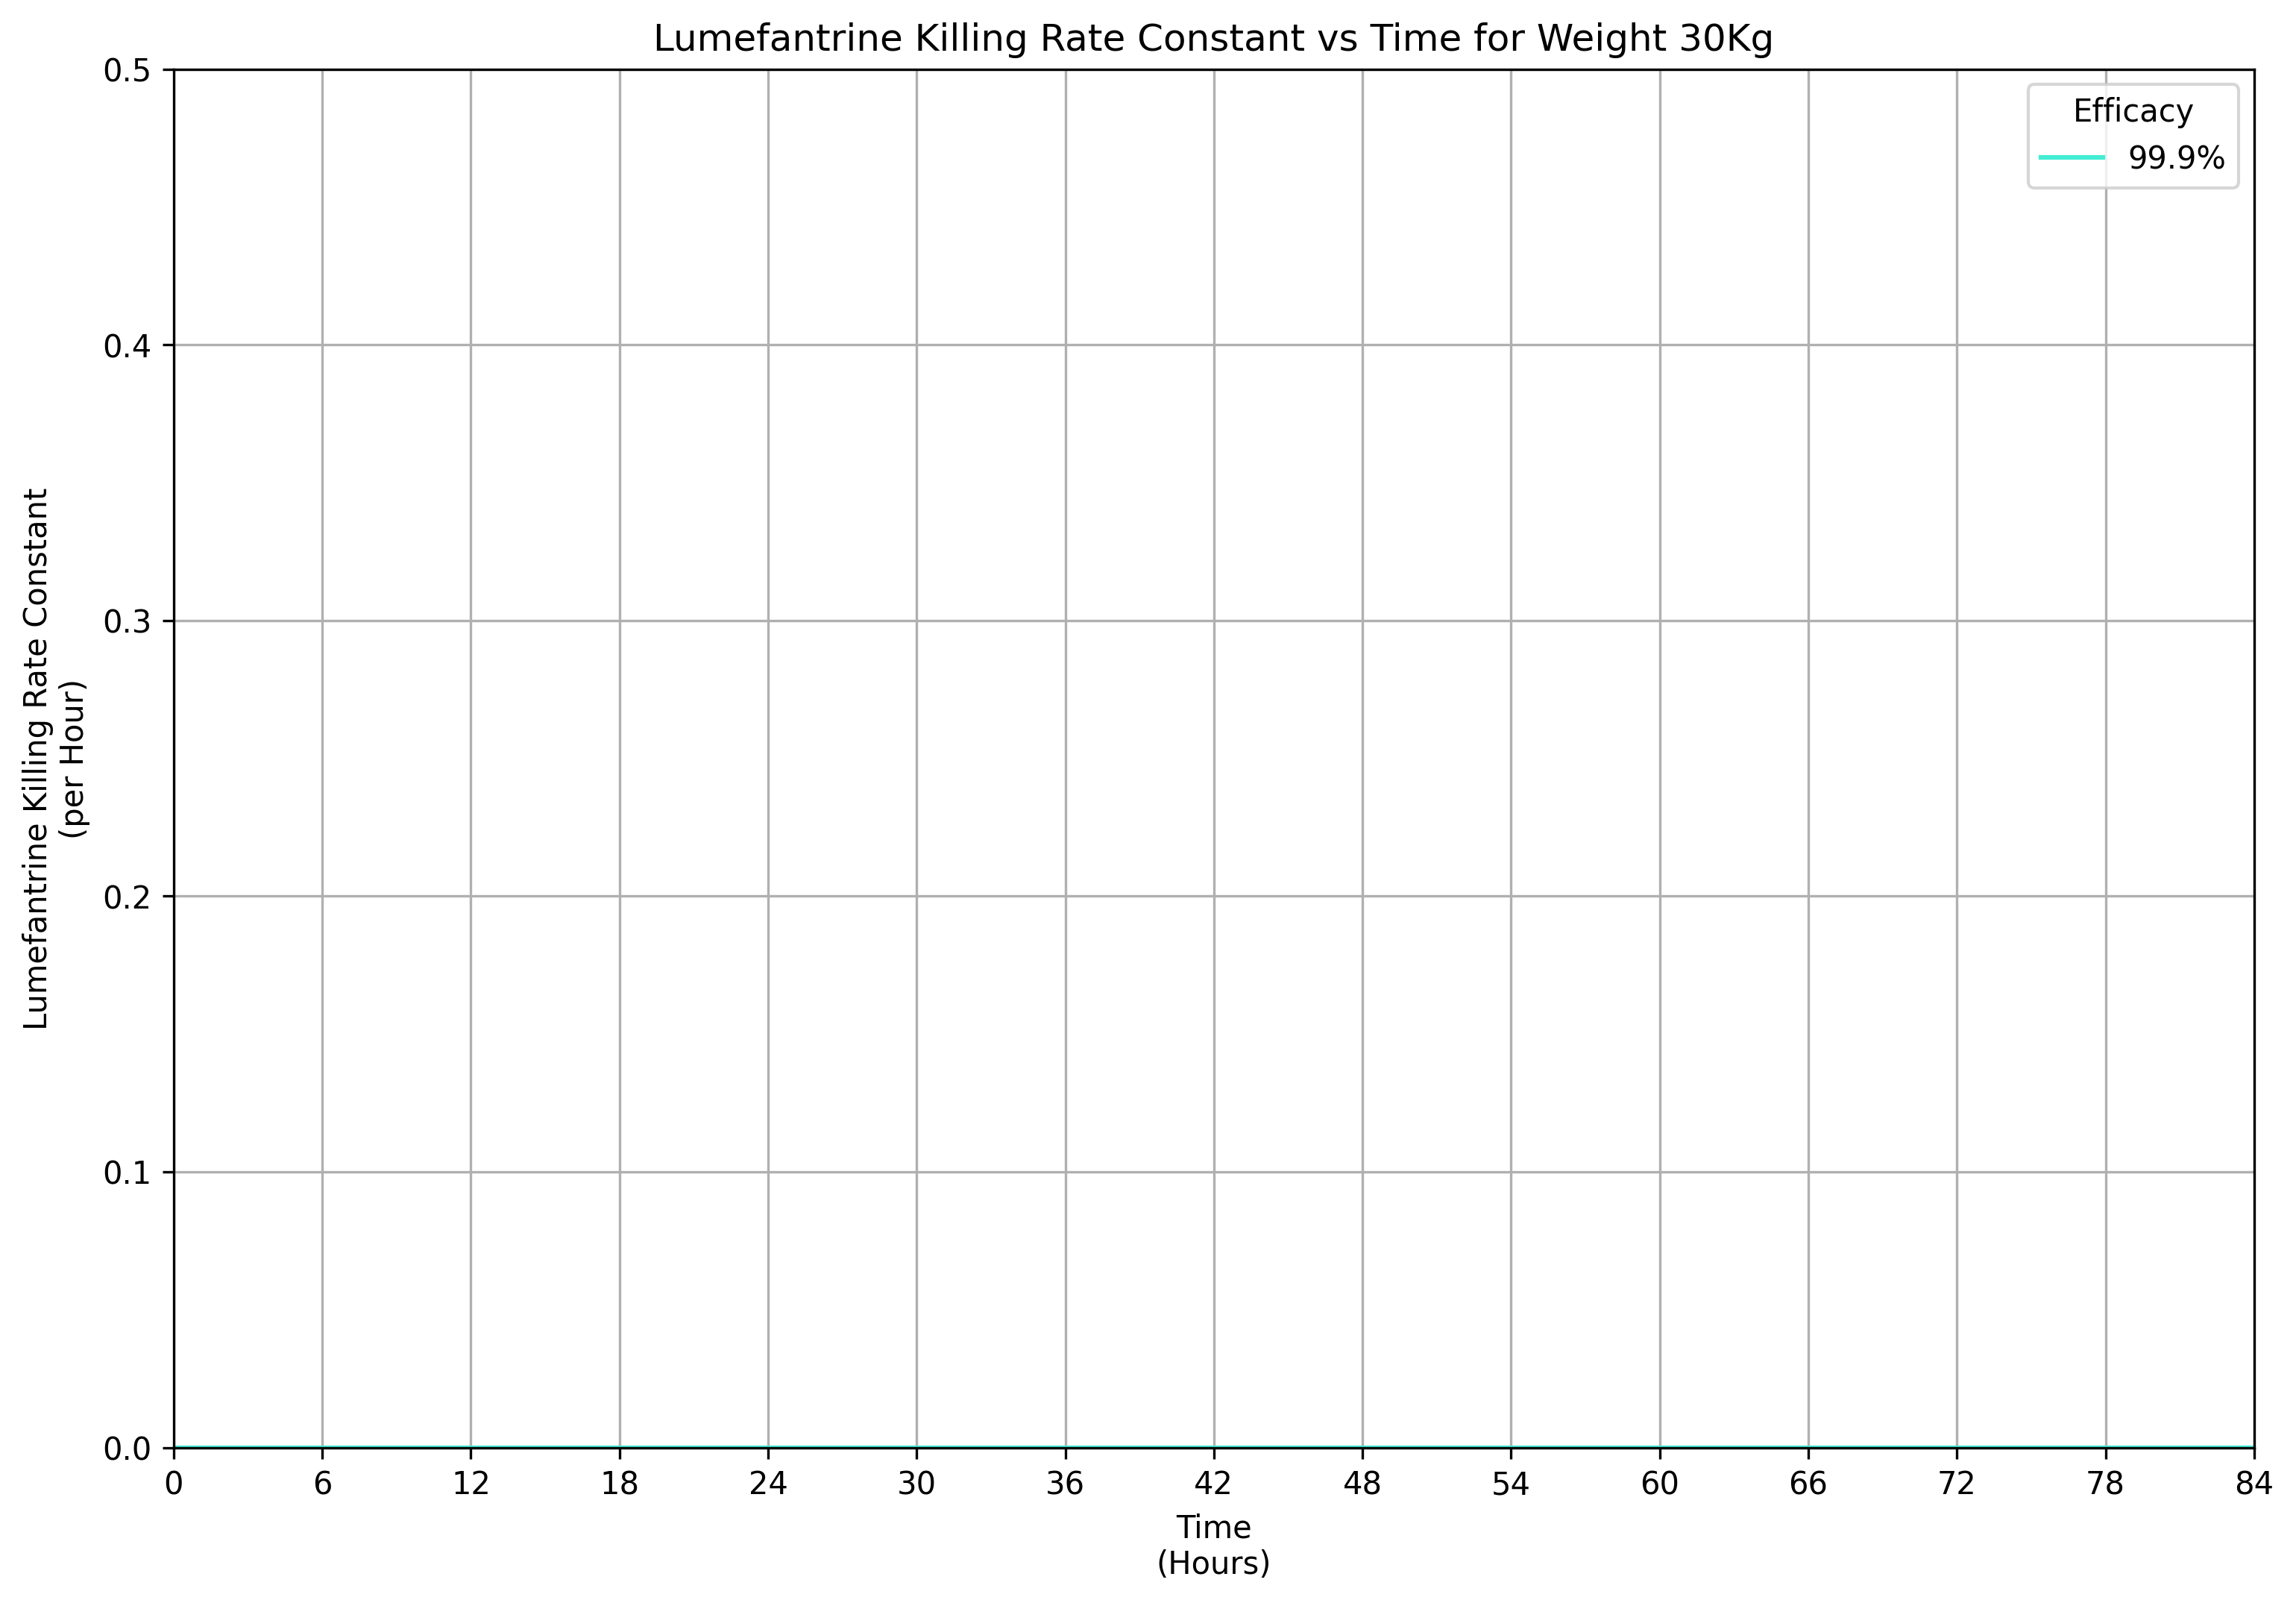 Lumefantrine Killing Rate Constant vs Time for Weight 30Kg
Efficacy
99.9%
Lumefantrine Killing Rate Constant
(per Hour)
0.5
0.4
0.3
0.2
0.1
0.0
0 6 12 18 24 30 36 42 48 54 60 66 72 78 84
Time
(Hours)